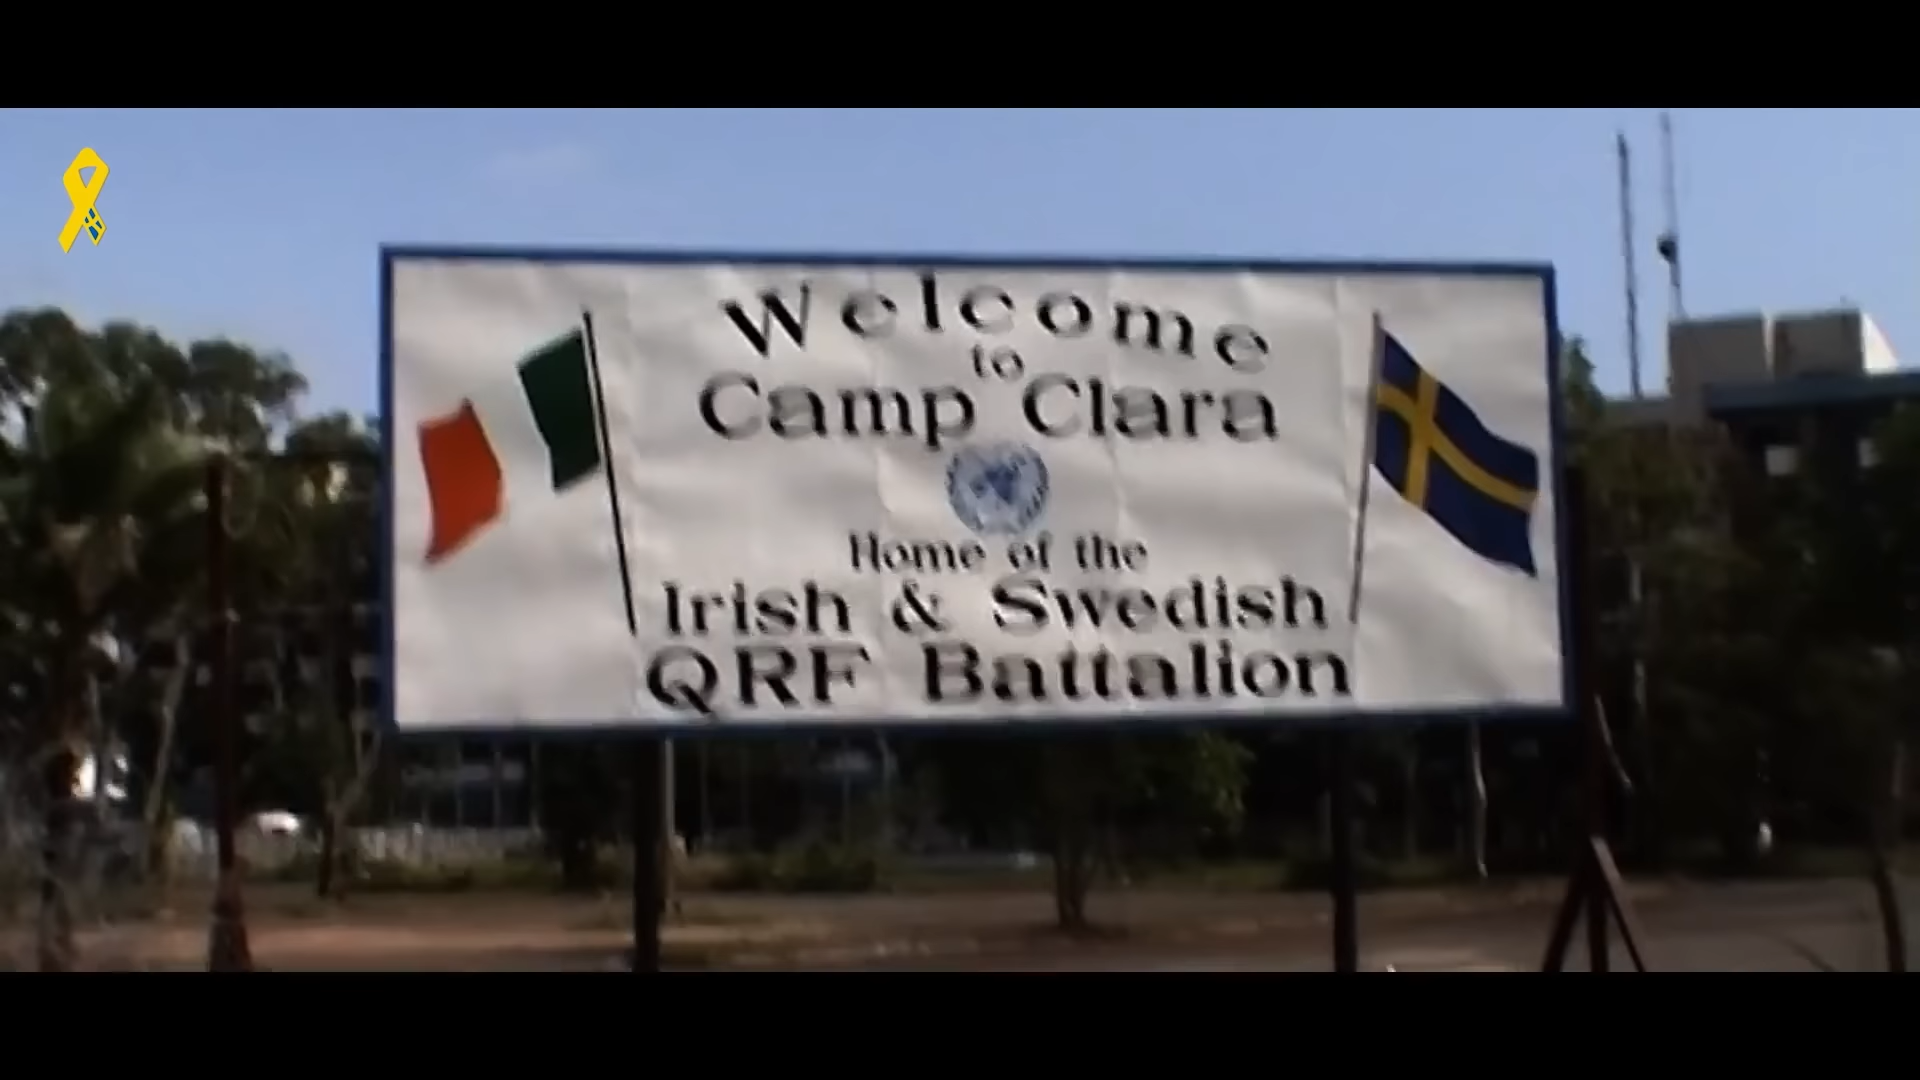 Welcome
to
Camp Clara
Home of the
Irish & Swedish
QRF Battalion